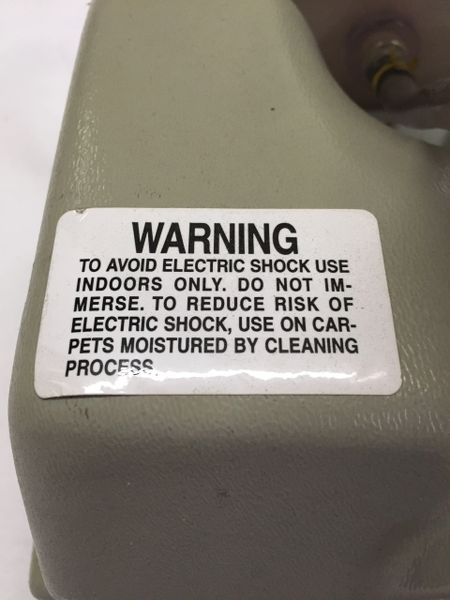 WARNING
TO AVOID ELECTRIC SHOCK USE
INDOORS ONLY. DO NOT IM-
MERSE. TO REDUCE RISK OF
ELECTRIC SHOCK, USE ON CAR-
PETS MOISTURED BY CLEANING
PROCESS.